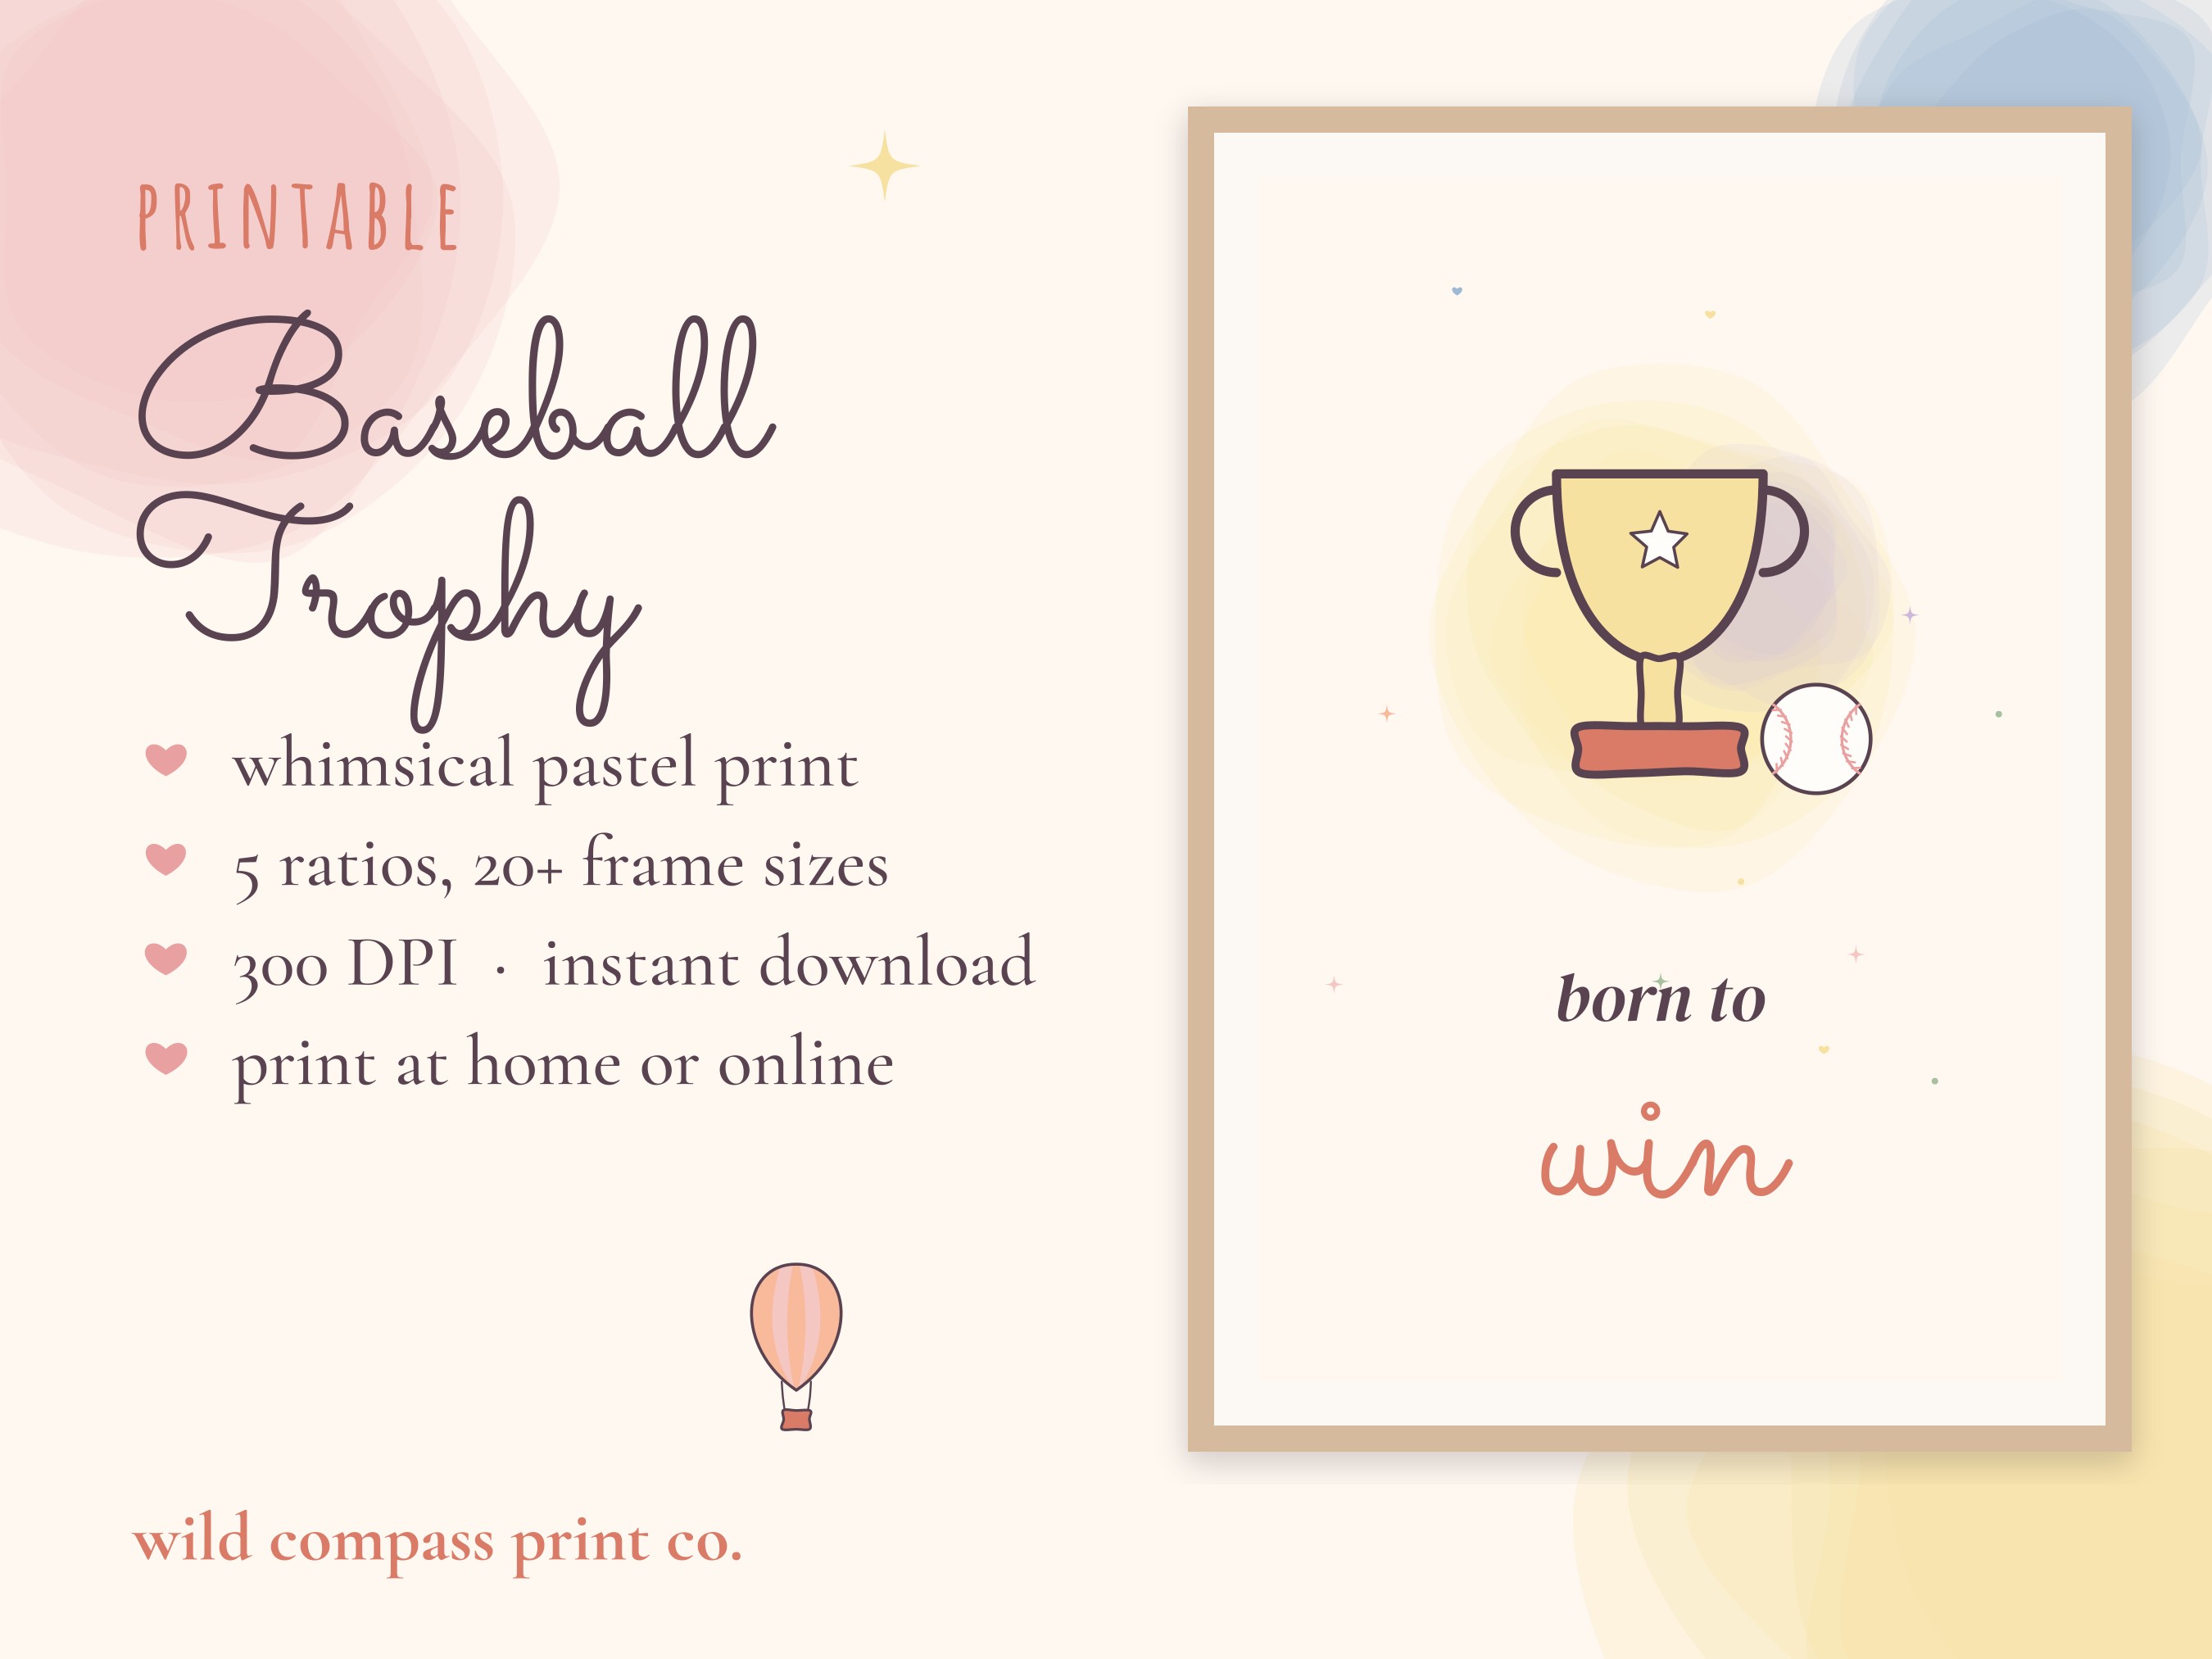 PRINTABLE
Baseball
Trophy
whimsical pastel print
5 ratios, 20+ frame sizes
300 DPI · instant download
print at home or online
wild compass print co.
born to
win